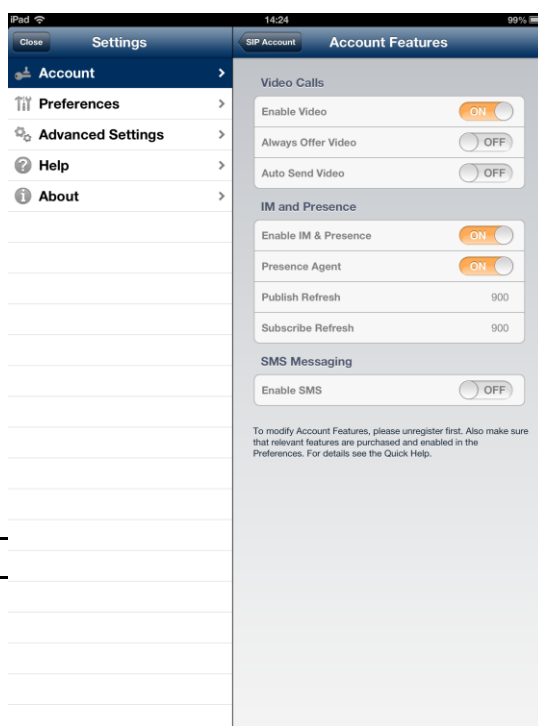 iPad 14:24 99%
Close Settings
Account
Preferences
Advanced Settings
Help
About
SIP Account Account Features
Video Calls
Enable Video ON
Always Offer Video OFF
Auto Send Video OFF
IM and Presence
Enable IM & Presence ON
Presence Agent ON
Publish Refresh 900
Subscribe Refresh 900
SMS Messaging
Enable SMS OFF
To modify Account Features, please unregister first. Also make sure
that relevant features are purchased and enabled in the
Preferences. For details see the Quick Help.